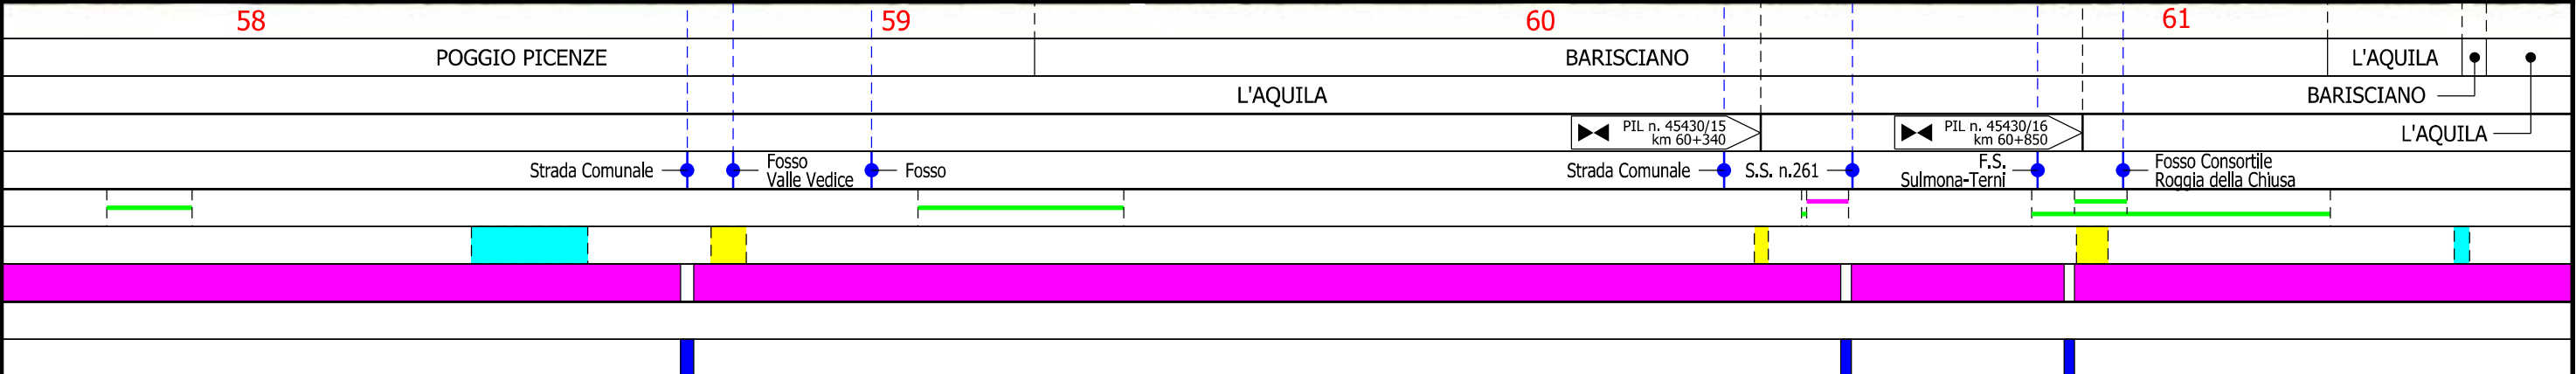 58 59 60 61
POGGIO PICENZE BARISCIANO L'AQUILA
L'AQUILA BARISCIANO
PIL n. 45430/15
km 60+340
PIL n. 45430/16
km 60+850
L'AQUILA
Strada Comunale
Fosso
Valle Vedice
Fosso
Strada Comunale
S.S. n.261
F.S.
Sulmona-Terni
Fosso Consortile
Roggia della Chiusa